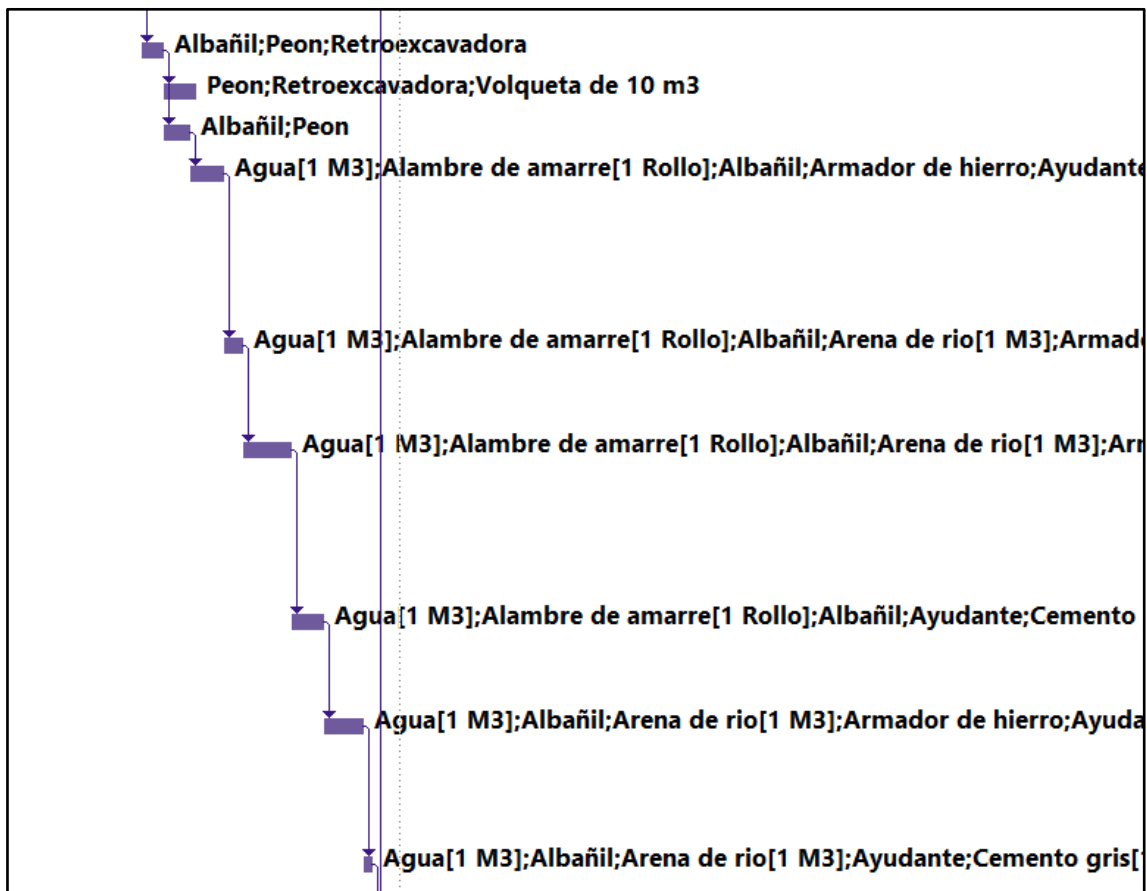 Albañil;Peon;Retroexcavadora
Peon;Retroexcavadora;Volqueta de 10 m3
Albañil;Peon
Agua[1 M3];Alambre de amarre[1 Rollo];Albañil;Armador de hierro;Ayudante
Agua[1 M3];Alambre de amarre[1 Rollo];Albañil;Arena de rio[1 M3];Armad
Agua[1 M3];Alambre de amarre[1 Rollo];Albañil;Arena de rio[1 M3];Arm
Agua[1 M3];Alambre de amarre[1 Rollo];Albañil;Ayudante;Cemento
Agua[1 M3];Albañil;Arena de rio[1 M3];Armador de hierro;Ayuda
Agua[1 M3];Albañil;Arena de rio[1 M3];Ayudante;Cemento gris[1